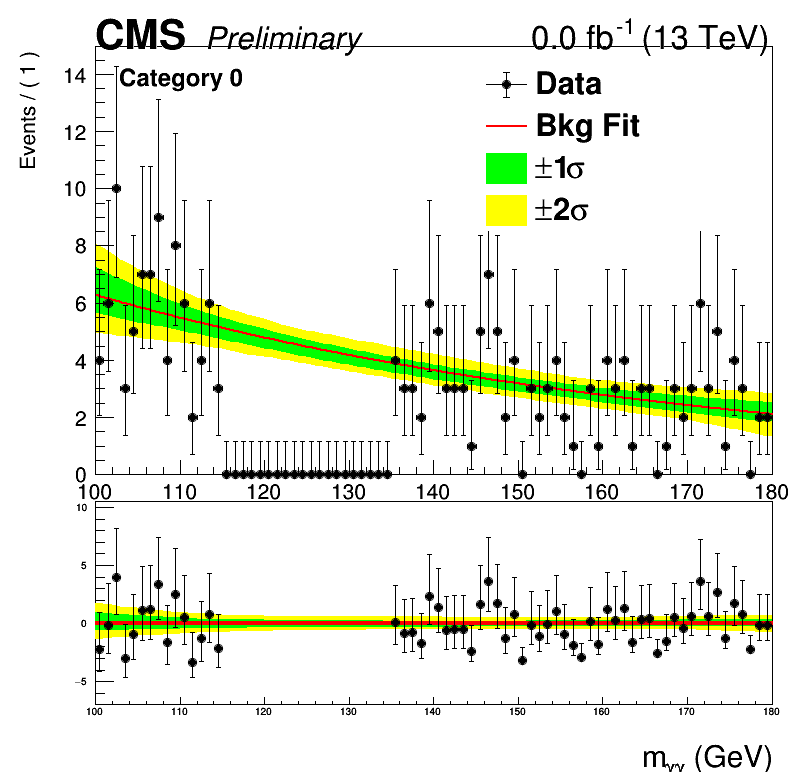 CMS Preliminary 0.0 fb-1 (13 TeV)
Events / ( 1 )
Category 0
Data
Bkg Fit
±1σ
±2σ
14
12
10
8
6
4
2
0
100 110 120 130 140 150 160 170 180
10
5
0
−5
100 110 120 130 140 150 160 170 180
mγγ (GeV)